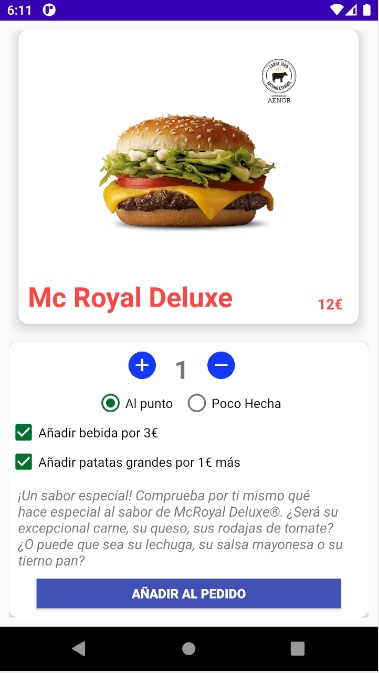 6:11
AENOR
Mc Royal Deluxe
12€
1
Al punto
Poco Hecha
Añadir bebida por 3€
Añadir patatas grandes por 1€ más
¡Un sabor especial! Comprueba por ti mismo qué
hace especial al sabor de McRoyal Deluxe®. ¿Será su
excepcional carne, su queso, sus rodajas de tomate?
¿O puede que sea su lechuga, su salsa mayonesa o su
tierno pan?
AÑADIR AL PEDIDO